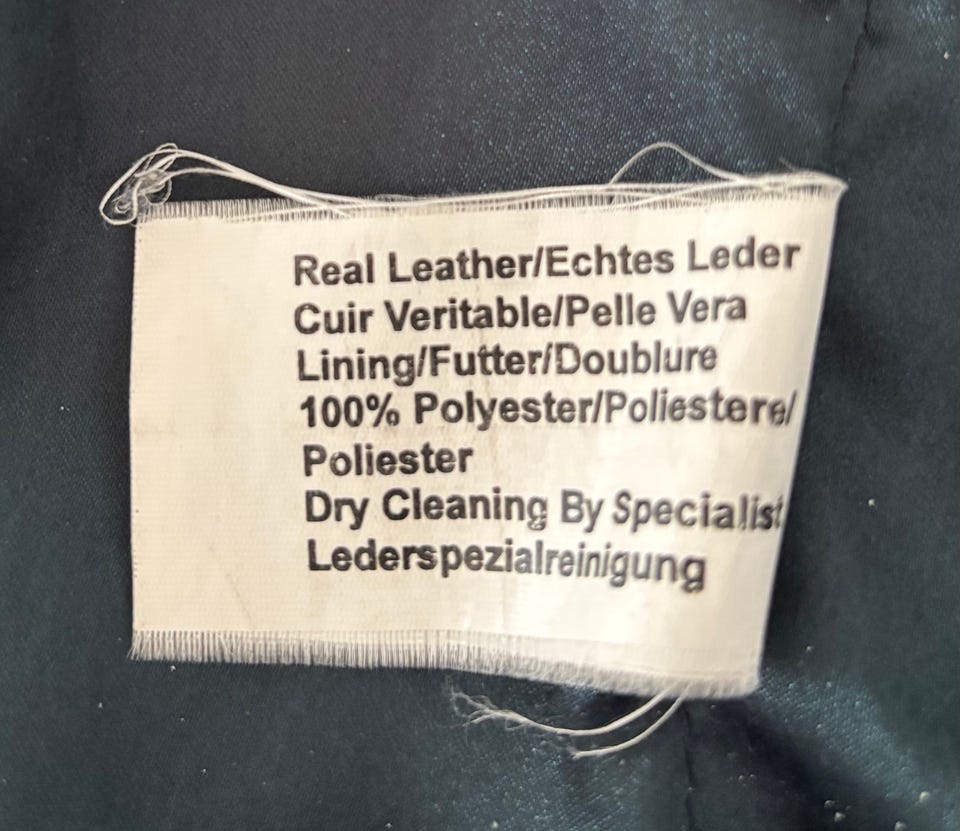 Real Leather/Echtes Leder
Cuir Veritable/Pelle Vera
Lining/Futter/Doublure
100% Polyester/Poliestere/
Poliester
Dry Cleaning By Specialist
Lederspezialreinigung